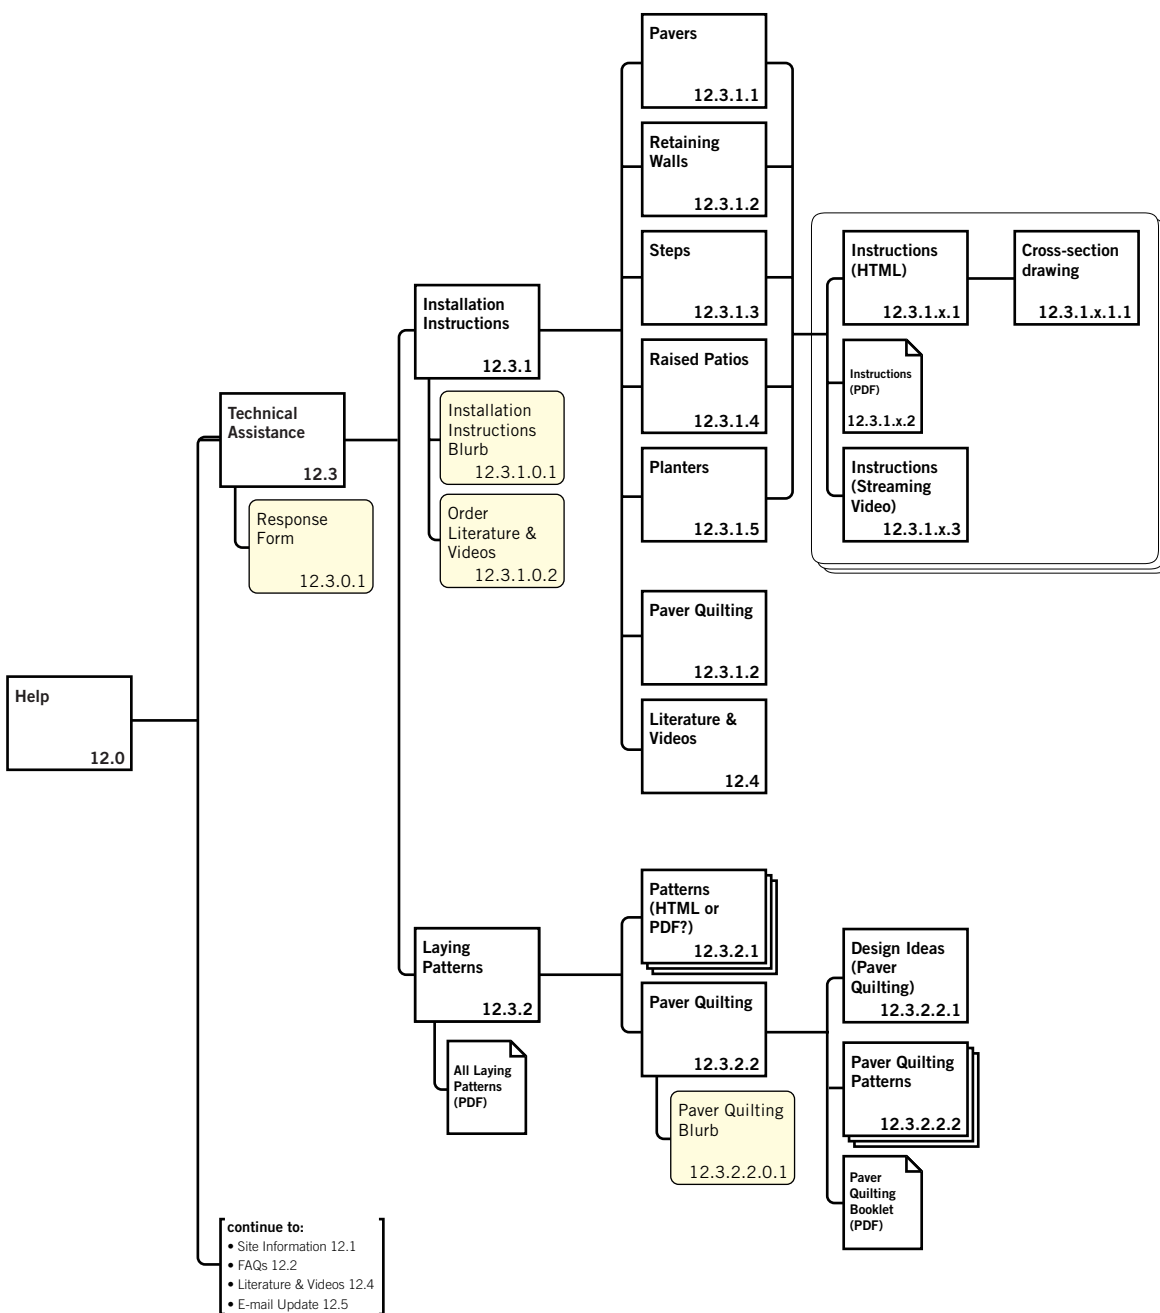 Pavers
12.3.1.1
Retaining
Walls
12.3.1.2
Steps
12.3.1.3
Raised Patios
12.3.1.4
Planters
12.3.1.5
Paver Quilting
12.3.1.2
Literature &
Videos
12.4
Instructions
(HTML)
12.3.1.x.1
Cross-section
drawing
12.3.1.x.1.1
Instructions
(PDF)
12.3.1.x.2
Instructions
(Streaming
Video)
12.3.1.x.3
Installation
Instructions
12.3.1
Installation
Instructions
Blurb
12.3.1.0.1
Order
Literature &
Videos
12.3.1.0.2
Technical
Assistance
12.3
Response
Form
12.3.0.1
Help
12.0
Laying
Patterns
12.3.2
All Laying
Patterns
(PDF)
Patterns
(HTML or
PDF?)
12.3.2.1
Paver Quilting
12.3.2.2
Paver Quilting
Blurb
12.3.2.2.0.1
Design Ideas
(Paver
Quilting)
12.3.2.2.1
Paver Quilting
Patterns
12.3.2.2.2
Paver
Quilting
Booklet
(PDF)
continue to:
• Site Information 12.1
• FAQs 12.2
• Literature & Videos 12.4
• E-mail Update 12.5